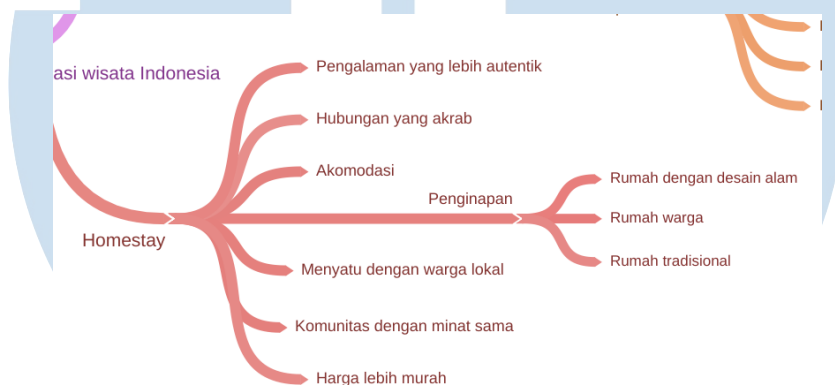 asi wisata Indonesia
Pengalaman yang lebih autentik
Hubungan yang akrab
Akomodasi
Penginapan
Rumah dengan desain alam
Rumah warga
Rumah tradisional
Homestay
Menyatu dengan warga lokal
Komunitas dengan minat sama
Harga lebih murah